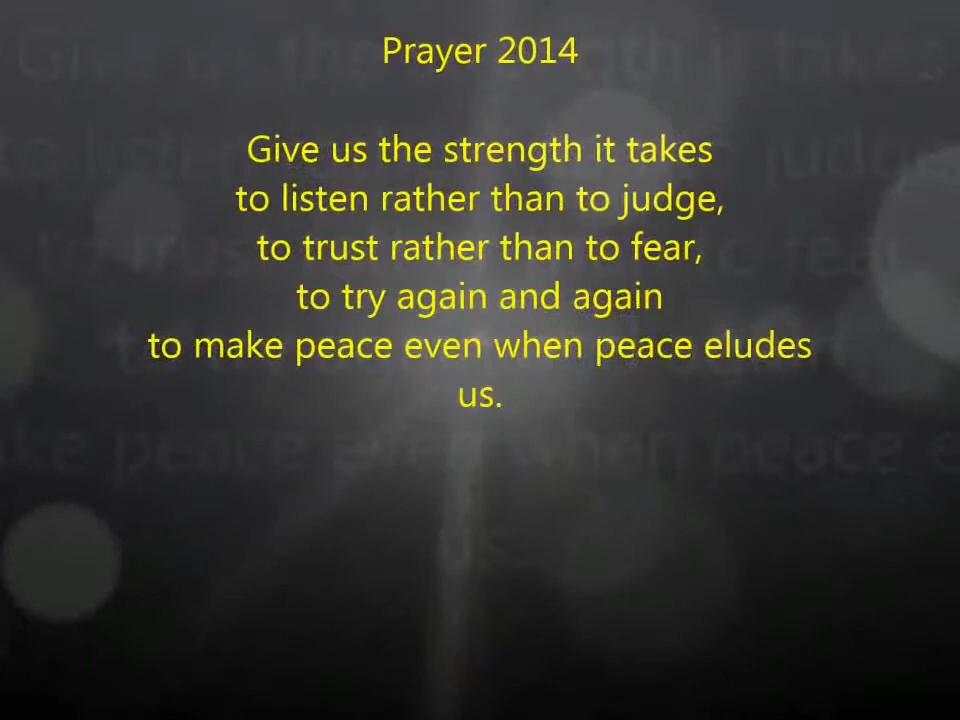 Prayer 2014
Give us the strength it takes
to listen rather than to judge,
to trust rather than to fear,
to try again and again
to make peace even when peace eludes
us.